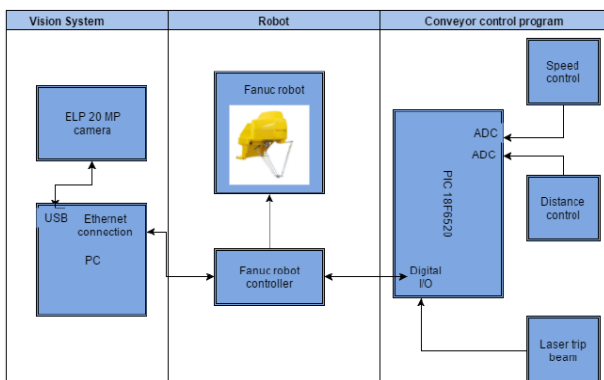 Vision System
Robot
Conveyor control program
ELP 20 MP
camera
USB
Ethernet
connection
PC
Fanuc robot
Fanuc robot
controller
PIC 18F6520
ADC
ADC
Digital
I/O
Speed
control
Distance
control
Laser trip
beam